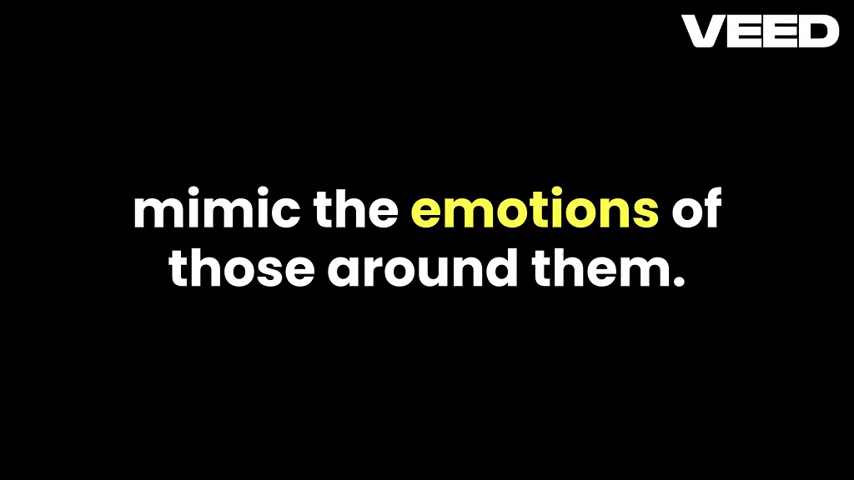 VEED
mimic the emotions of
those around them.